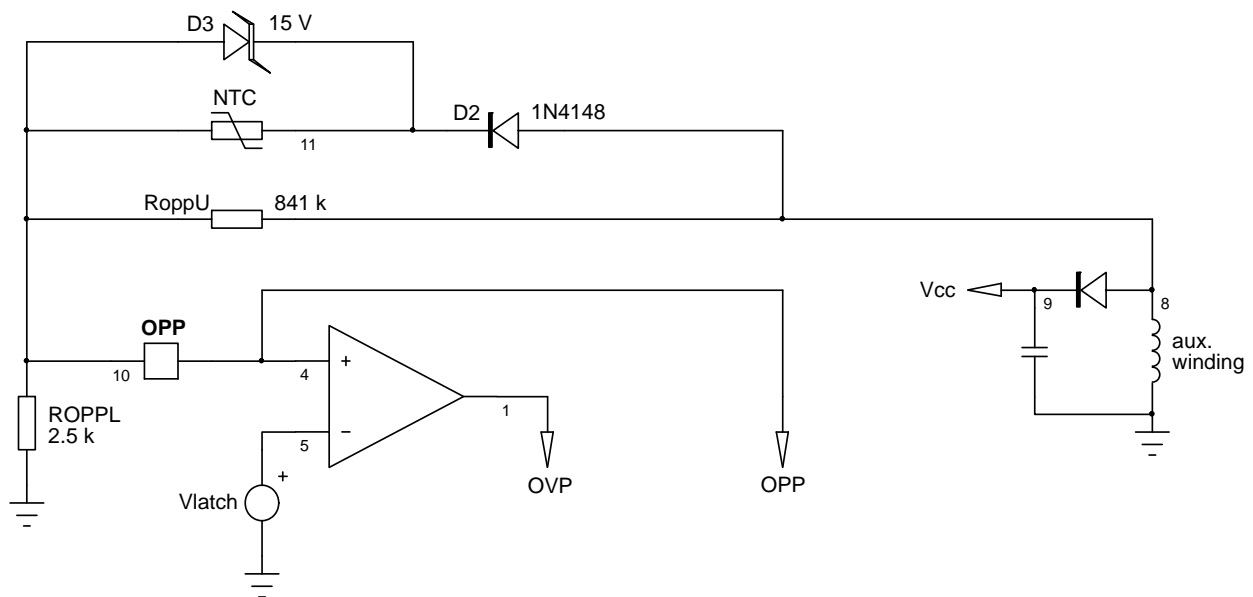 D3 15 V
NTC
11
D2 1N4148
RoppU 841 k
Vcc
9
8
aux.
winding
OPP
10
4
+
ROPPL
2.5 k
1
5
−
+
Vlatch
OVP
OPP